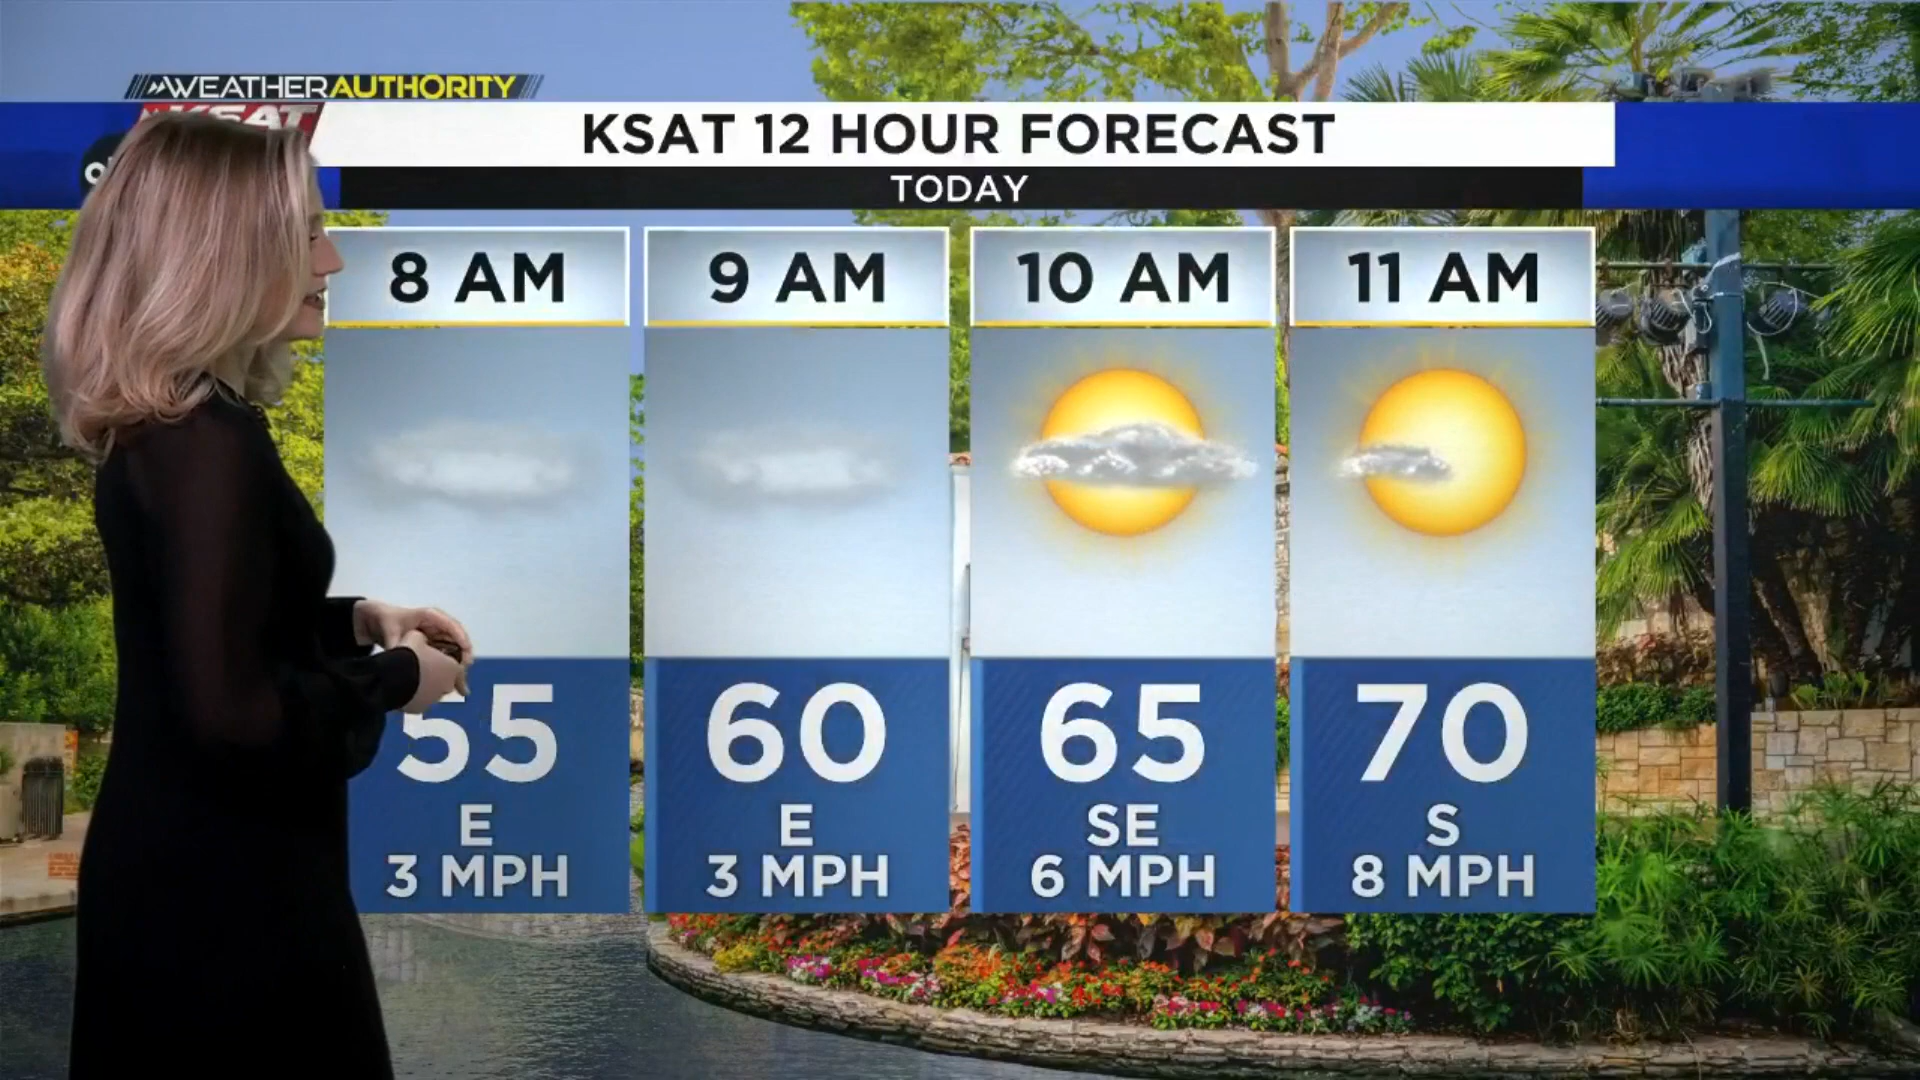 WEATHERAUTHORITY
KSAT
KSAT 12 HOUR FORECAST
TODAY
8 AM
9 AM
10 AM
11 AM
55
60
65
70
E
E
SE
S
3 MPH
3 MPH
6 MPH
8 MPH